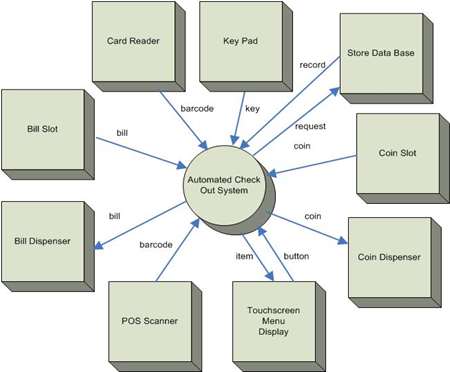 Card Reader
Key Pad
Store Data Base
record
barcode
key
request
Bill Slot
bill
coin
Coin Slot
Automated Check
Out System
Bill Dispenser
bill
coin
barcode
item
button
Coin Dispenser
POS Scanner
Touchscreen
Menu
Display